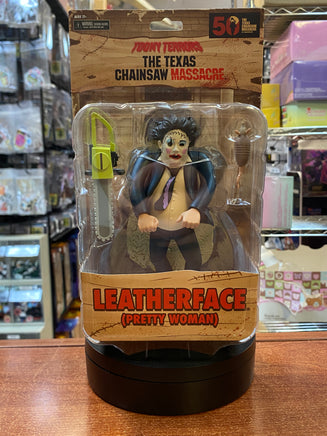 TOONY TERRORS
50
THE TEXAS
CHAINSAW MASSACRE
LEATHERFACE
(PRETTY WOMAN)